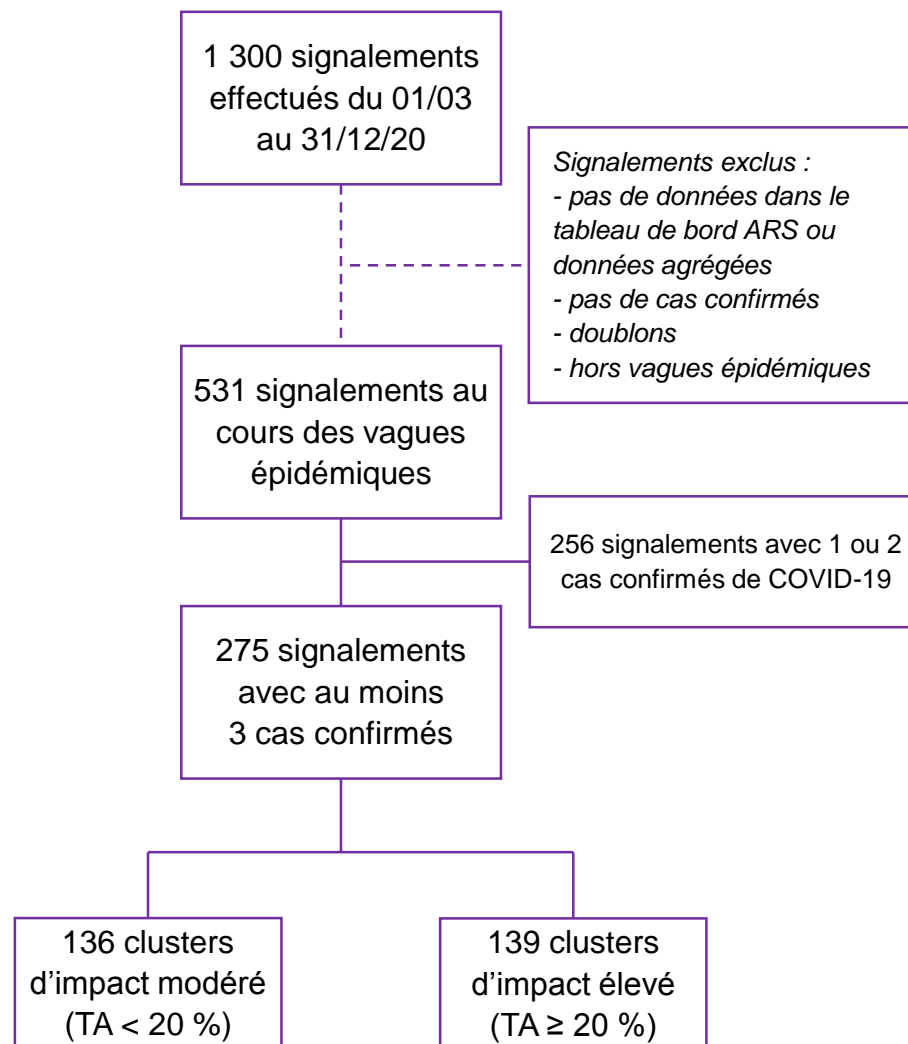 1 300 signalements
effectués du 01/03
au 31/12/20
Signalements exclus :
- pas de données dans le
tableau de bord ARS ou
données agrégées
- pas de cas confirmés
- doublons
- hors vagues épidémiques
531 signalements au
cours des vagues
épidémiques
256 signalements avec 1 ou 2
cas confirmés de COVID-19
275 signalements
avec au moins
3 cas confirmés
136 clusters
d’impact modéré
(TA < 20 %)
139 clusters
d’impact élevé
(TA ≥ 20 %)